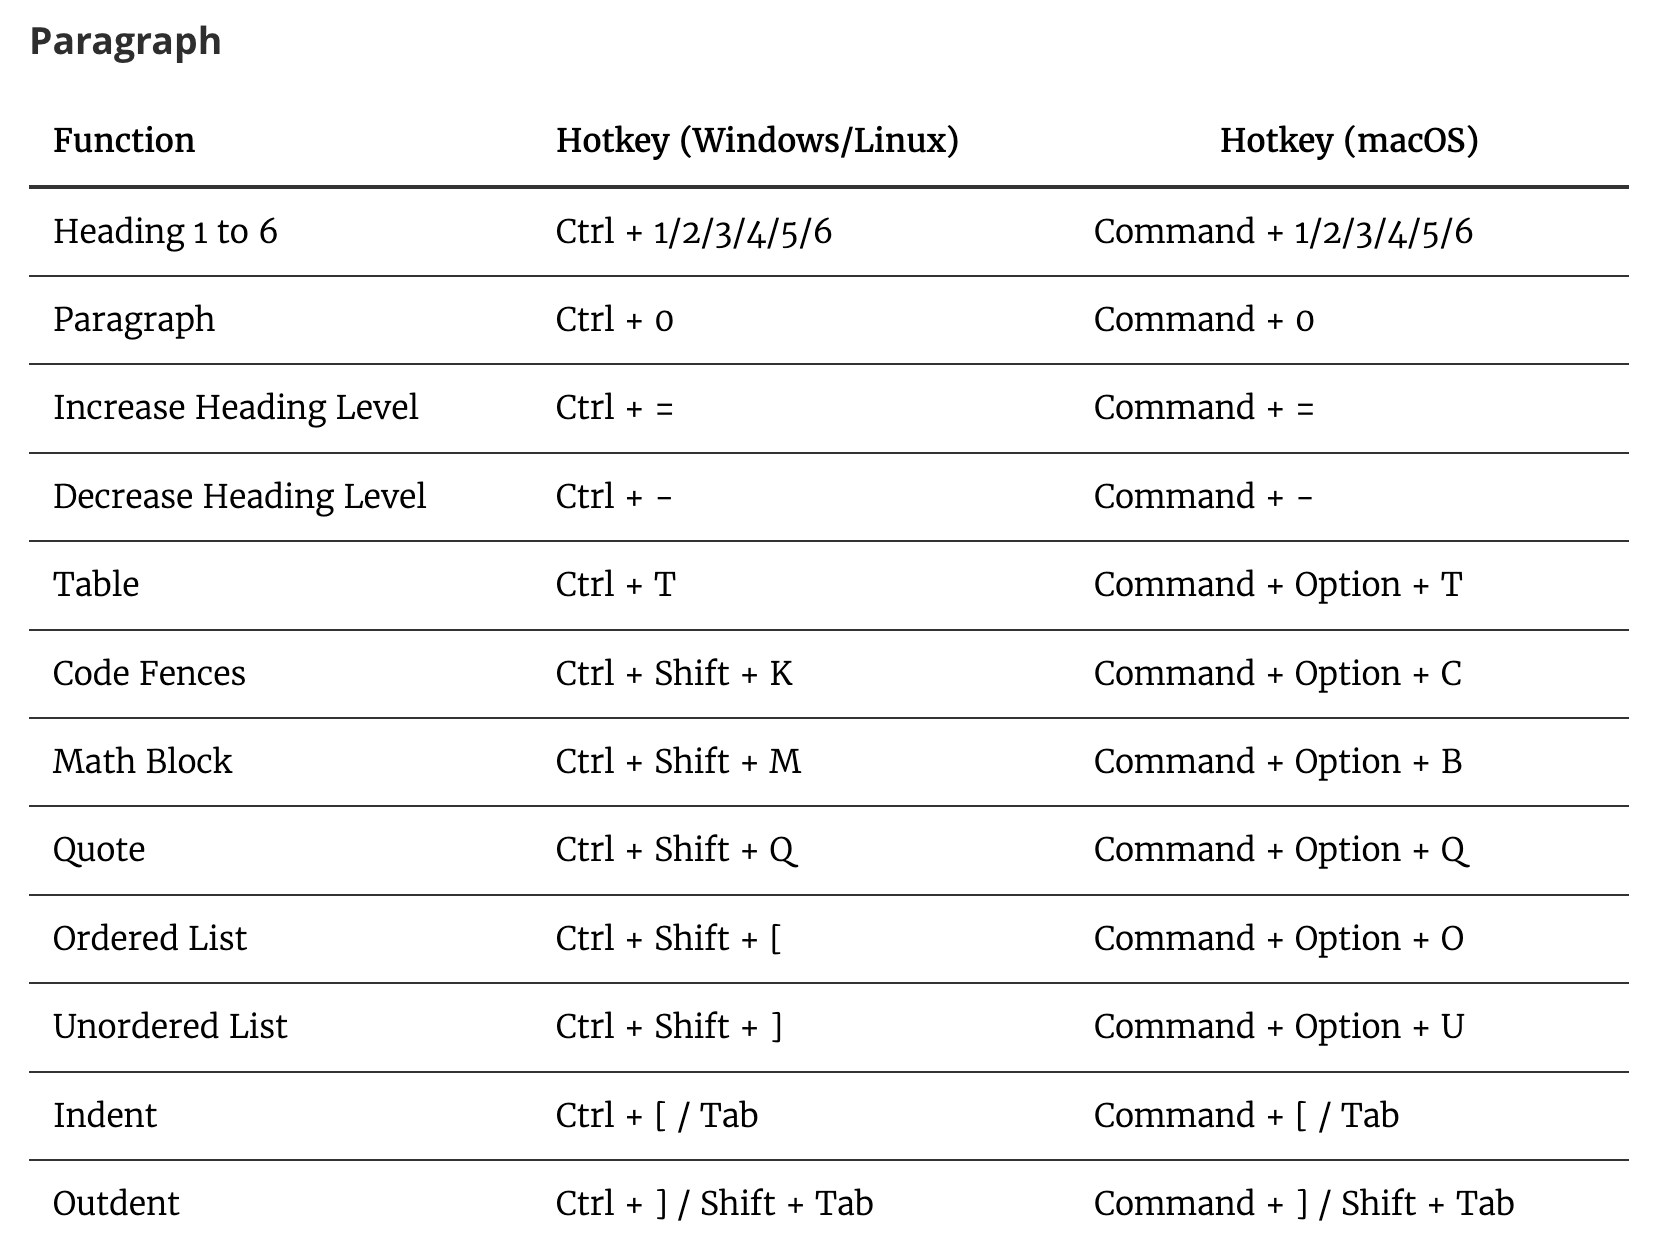 Paragraph
Function Hotkey (Windows/Linux) Hotkey (macOS)
Heading 1 to 6 Ctrl + 1/2/3/4/5/6 Command + 1/2/3/4/5/6
Paragraph Ctrl + 0 Command + 0
Increase Heading Level Ctrl + = Command + =
Decrease Heading Level Ctrl + - Command + -
Table Ctrl + T Command + Option + T
Code Fences Ctrl + Shift + K Command + Option + C
Math Block Ctrl + Shift + M Command + Option + B
Quote Ctrl + Shift + Q Command + Option + Q
Ordered List Ctrl + Shift + [ Command + Option + O
Unordered List Ctrl + Shift + ] Command + Option + U
Indent Ctrl + [ / Tab Command + [ / Tab
Outdent Ctrl + ] / Shift + Tab Command + ] / Shift + Tab